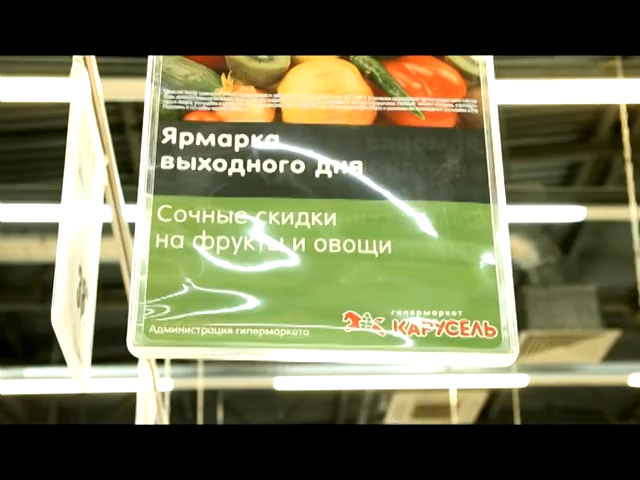 Ярмарка
выходного дня
Сочные скидки
на фрукты и овощи
Администрация гипермаркета
гипермаркет
КАРУСЕЛЬ